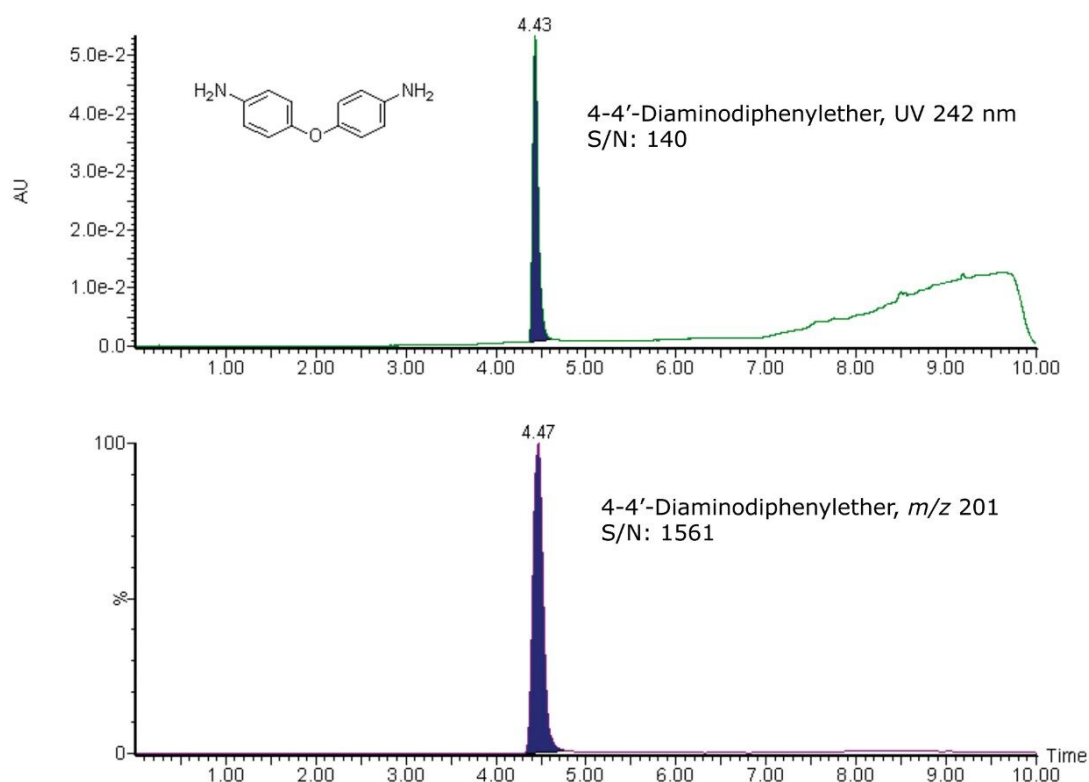 4.43
5.0e-2
4.0e-2
3.0e-2
2.0e-2
1.0e-2
0.0
AU
H₂N
NH₂
O
4-4’-Diaminodiphenylether, UV 242 nm
S/N: 140
1.00 2.00 3.00 4.00 5.00 6.00 7.00 8.00 9.00 10.00
4.47
100
%
0
4-4’-Diaminodiphenylether, m/z 201
S/N: 1561
Time
1.00 2.00 3.00 4.00 5.00 6.00 7.00 8.00 9.00 10.00